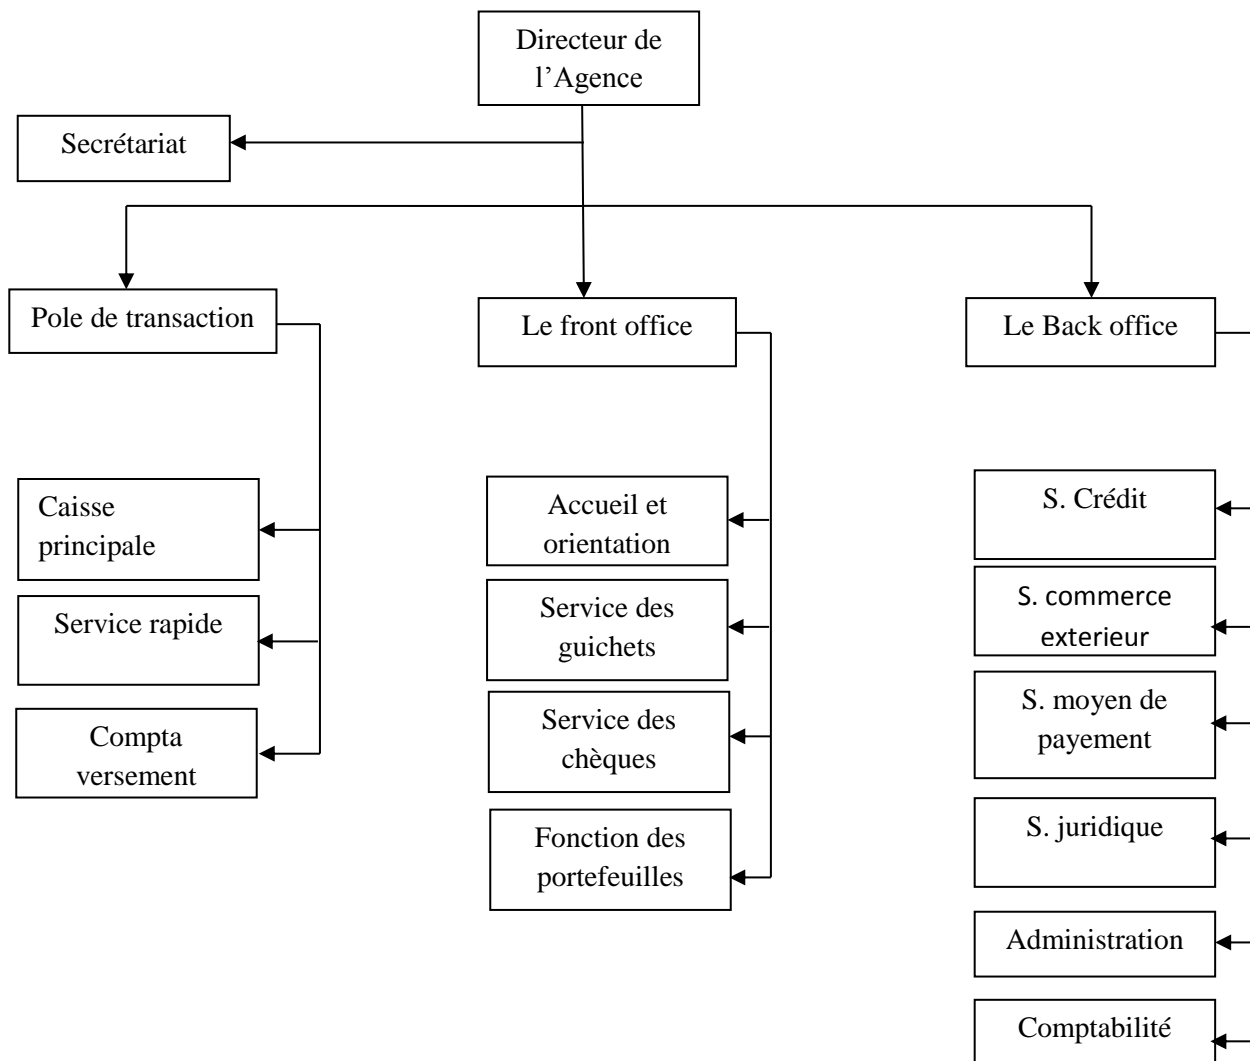 Directeur de
l’Agence
Secrétariat
Pole de transaction
Le front office
Le Back office
Caisse
principale
Service rapide
Compta
versement
Accueil et
orientation
Service des
guichets
Service des
chèques
Fonction des
portefeuilles
S. Crédit
S. commerce
exterieur
S. moyen de
payement
S. juridique
Administration
Comptabilité